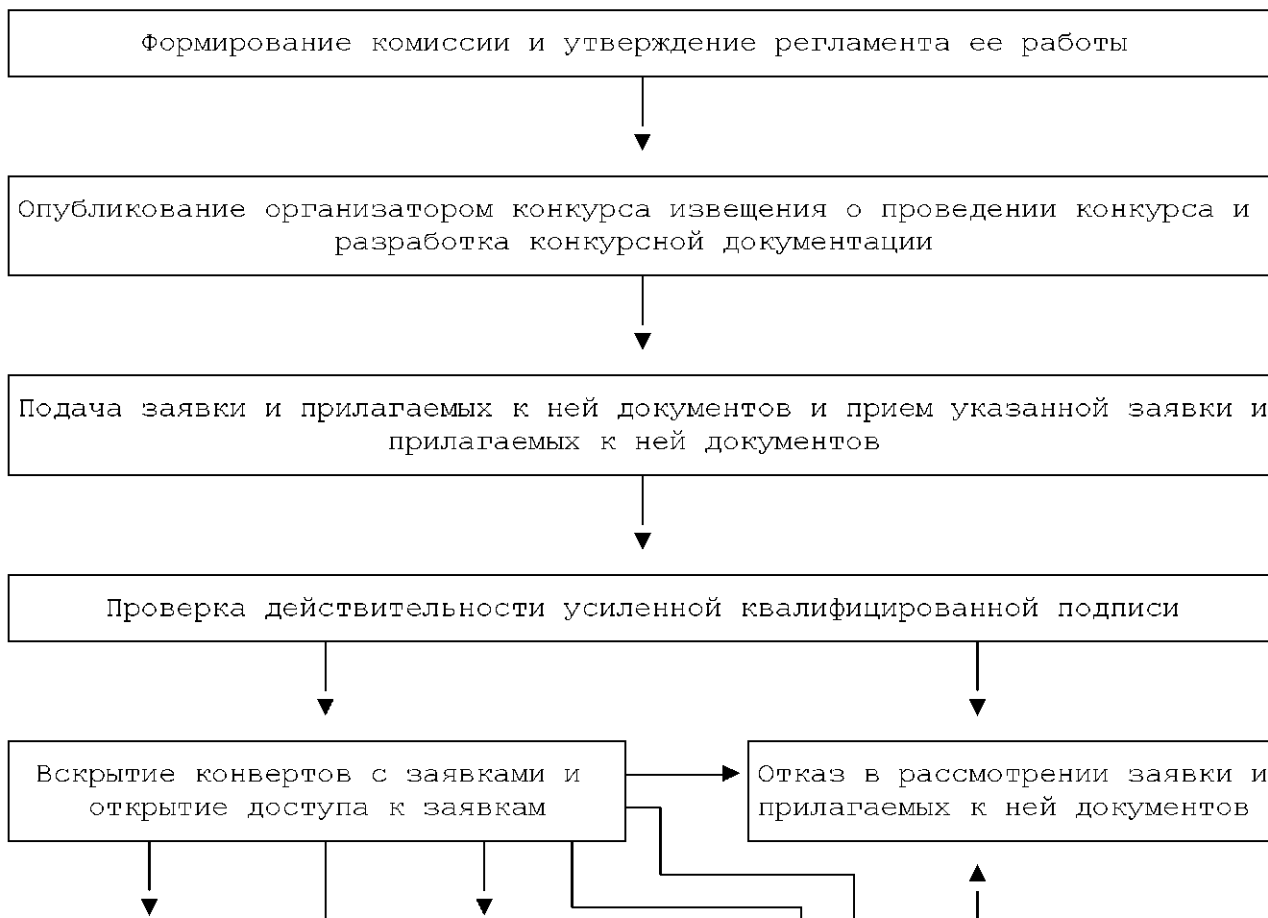 Формирование комиссии и утверждение регламента ее работы
Опубликование организатором конкурса извещения о проведении конкурса и
разработка конкурсной документации
Подача заявки и прилагаемых к ней документов и прием указанной заявки и
прилагаемых к ней документов
Проверка действительности усиленной квалифицированной подписи
Вскрытие конвертов с заявками и
открытие доступа к заявкам
Отказ в рассмотрении заявки и
прилагаемых к ней документов